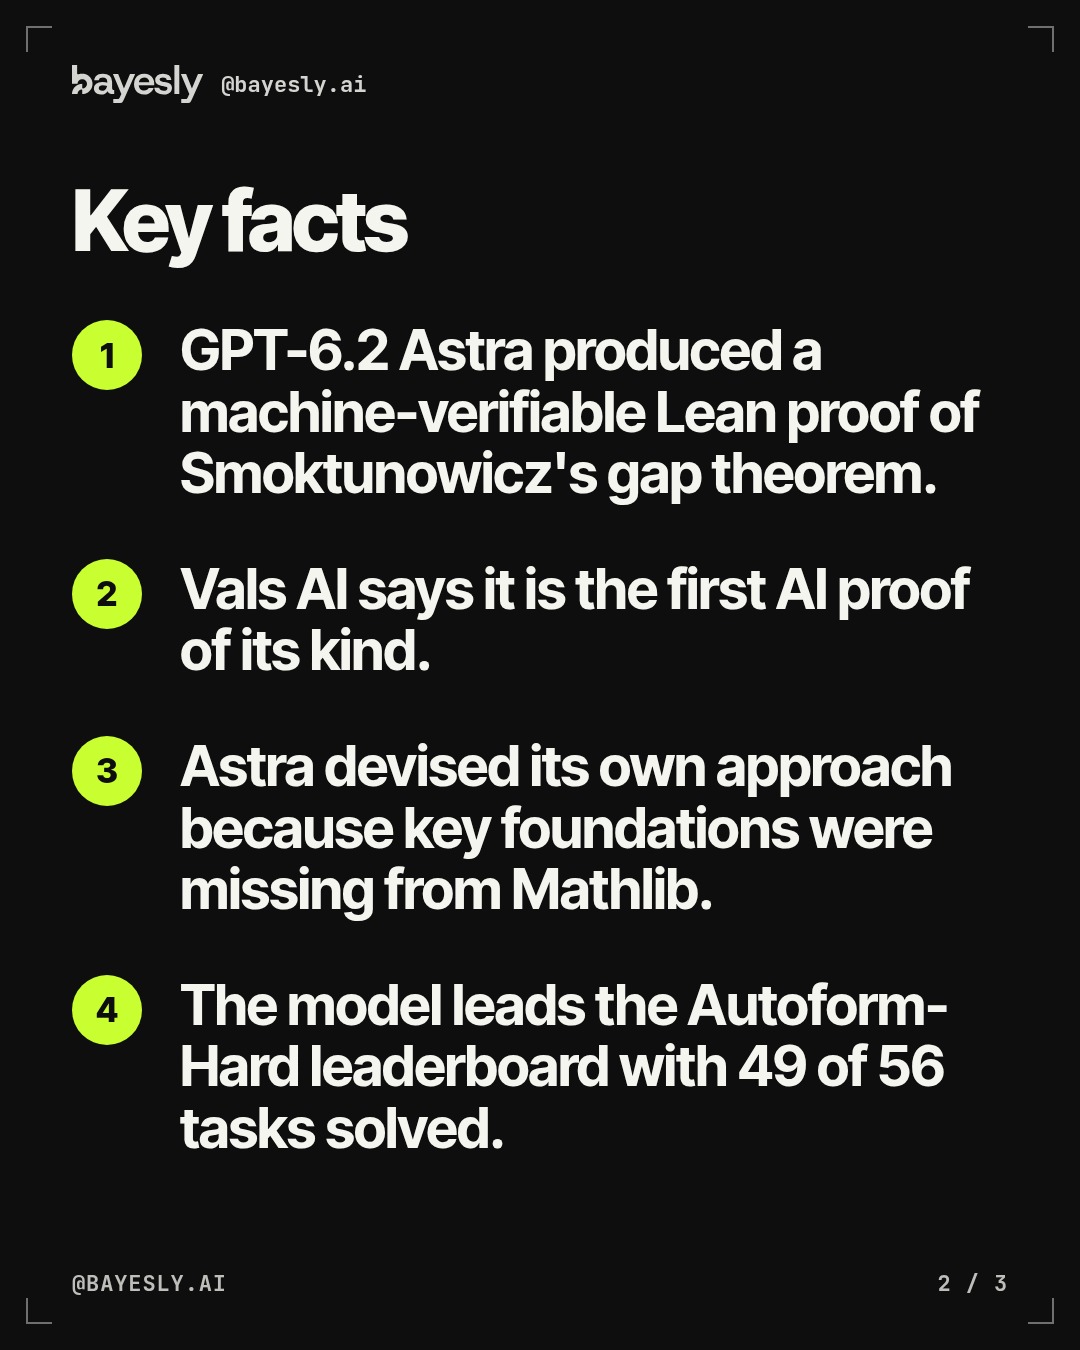 bayesly @bayesly.ai
Key facts
1 GPT-6.2 Astra produced a
machine-verifiable Lean proof of
Smoktunowicz's gap theorem.
2 Vals AI says it is the first AI proof
of its kind.
3 Astra devised its own approach
because key foundations were
missing from Mathlib.
4 The model leads the Autoform-
Hard leaderboard with 49 of 56
tasks solved.
@BAYESLY.AI 2 / 3